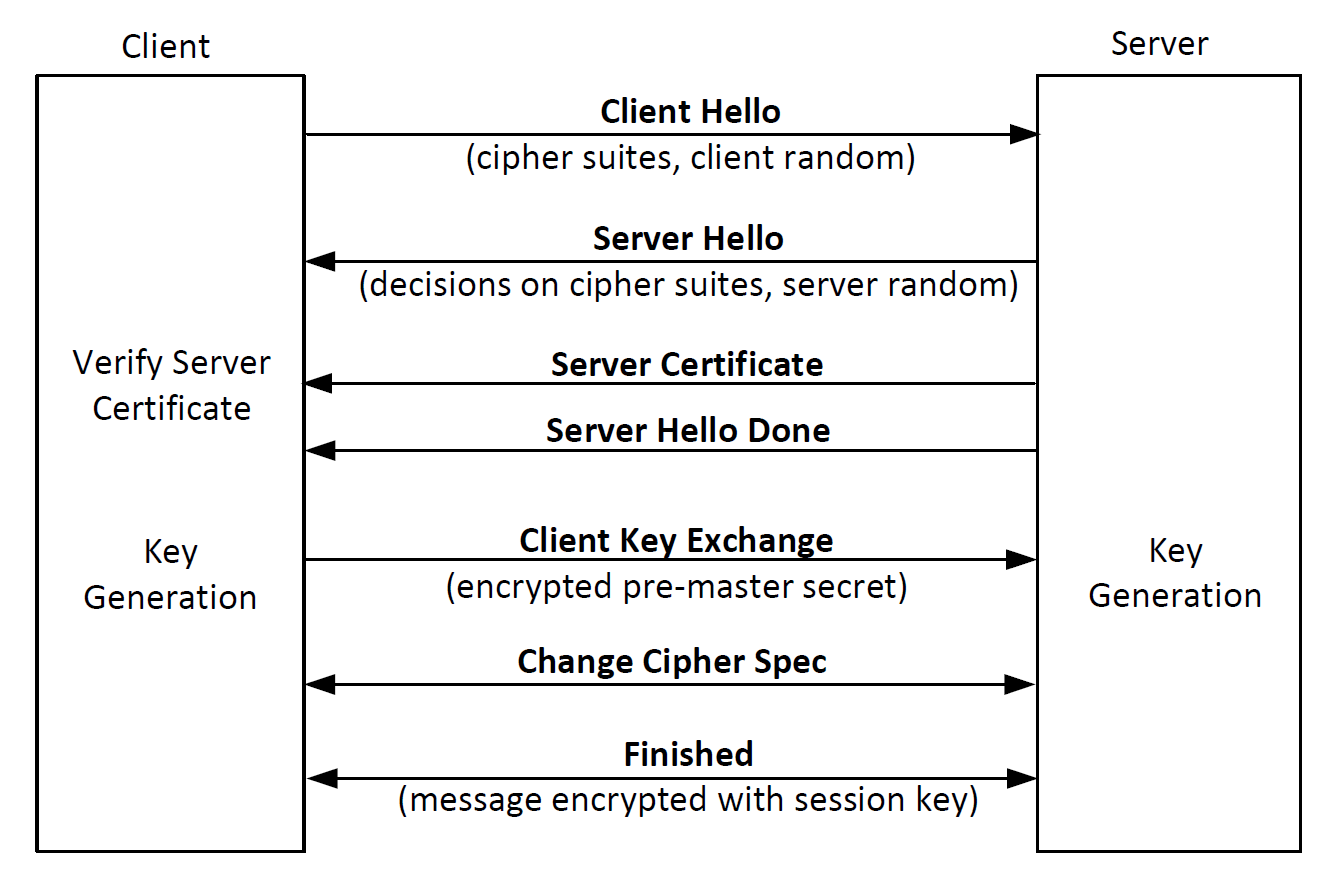 Client
Server
Client Hello
(cipher suites, client random)
Server Hello
(decisions on cipher suites, server random)
Verify Server
Certificate
Server Certificate
Server Hello Done
Key
Generation
Client Key Exchange
(encrypted pre-master secret)
Key
Generation
Change Cipher Spec
Finished
(message encrypted with session key)